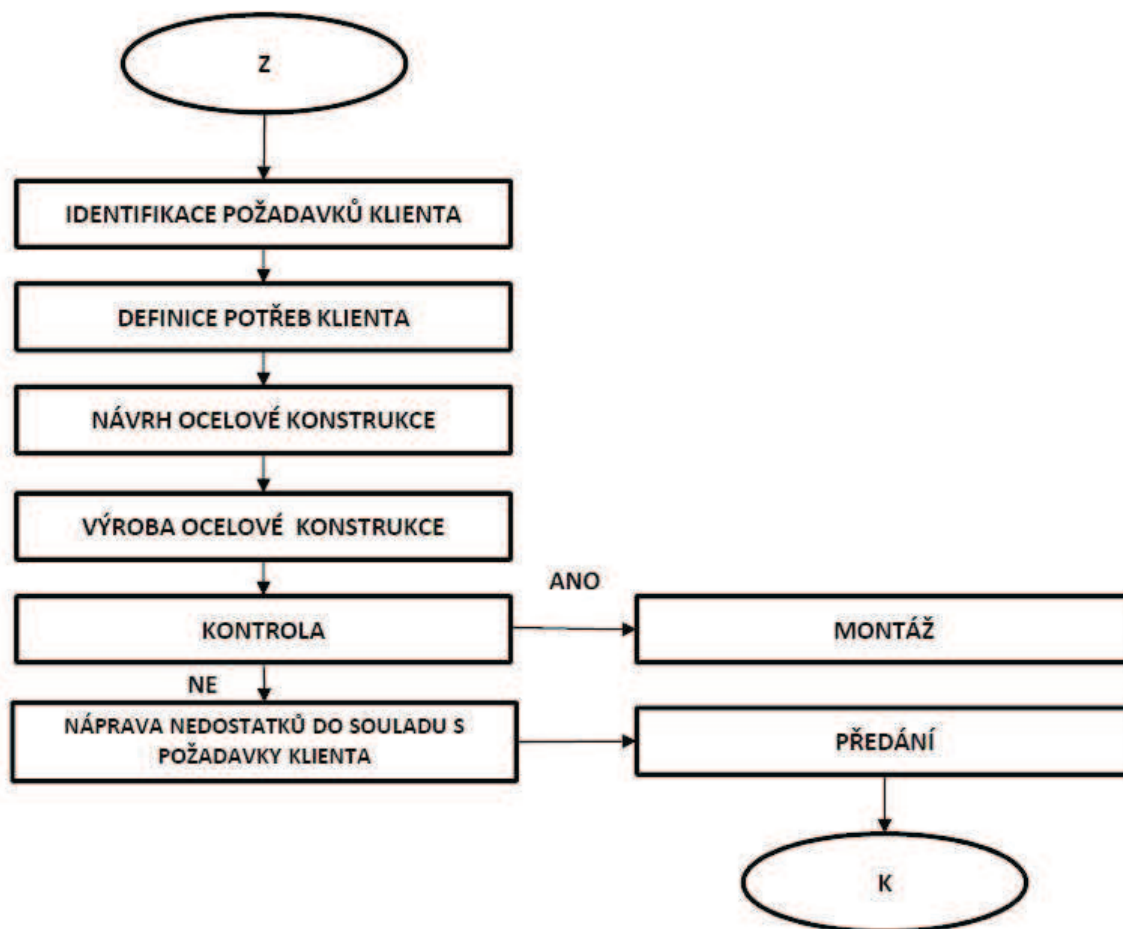 Z
IDENTIFIKACE POŽADAVKŮ KLIENTA
DEFINICE POTŘEB KLIENTA
NÁVRH OCELOVÉ KONSTRUKCE
VÝROBA OCELOVÉ KONSTRUKCE
ANO
KONTROLA
MONTÁŽ
NE
NÁPRAVA NEDOSTATKŮ DO SOULADU S
POŽADAVKY KLIENTA
PŘEDÁNÍ
K